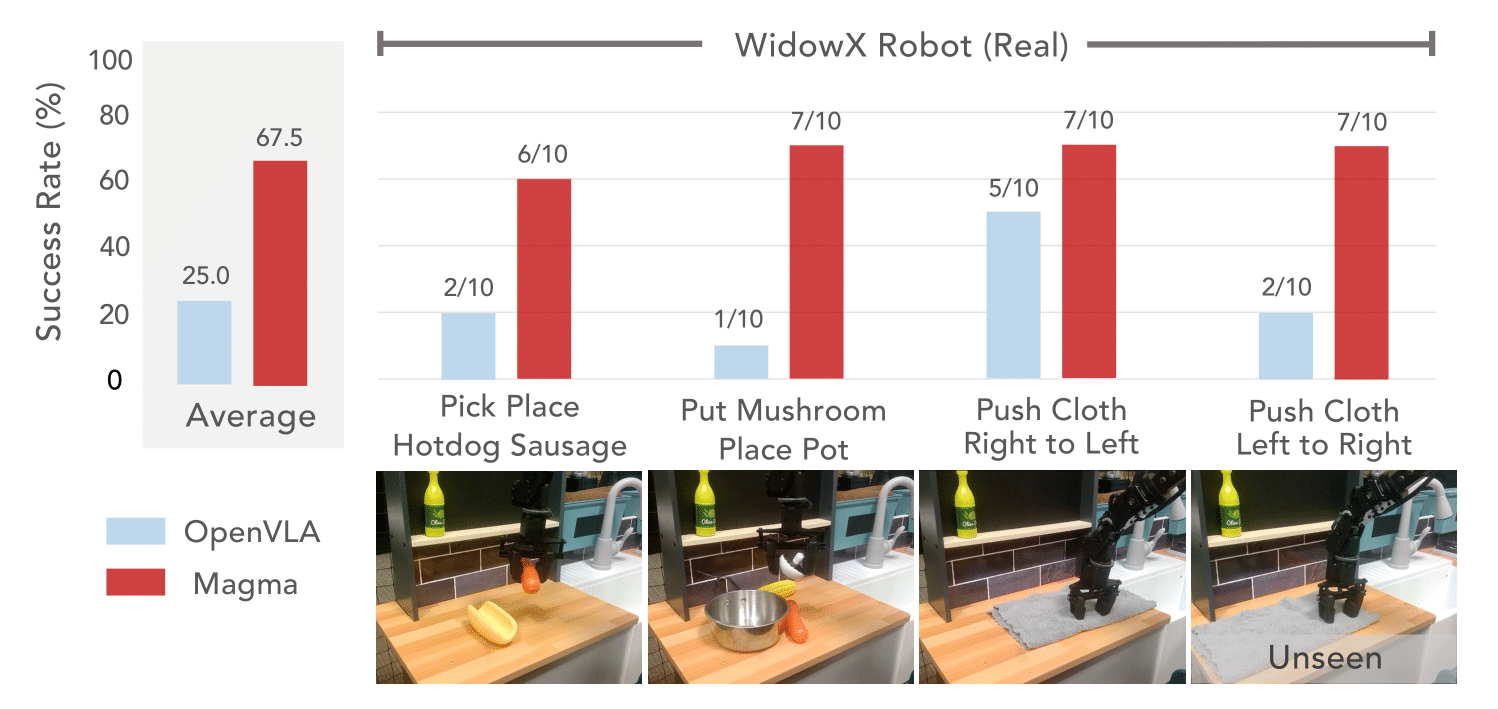 WidowX Robot (Real)
Success Rate (%)
100
80
60
40
20
0
67.5
25.0
Average
6/10
2/10
7/10
1/10
7/10
5/10
7/10
2/10
Pick Place
Hotdog Sausage
Put Mushroom
Place Pot
Push Cloth
Right to Left
Push Cloth
Left to Right
OpenVLA
Magma
Unseen